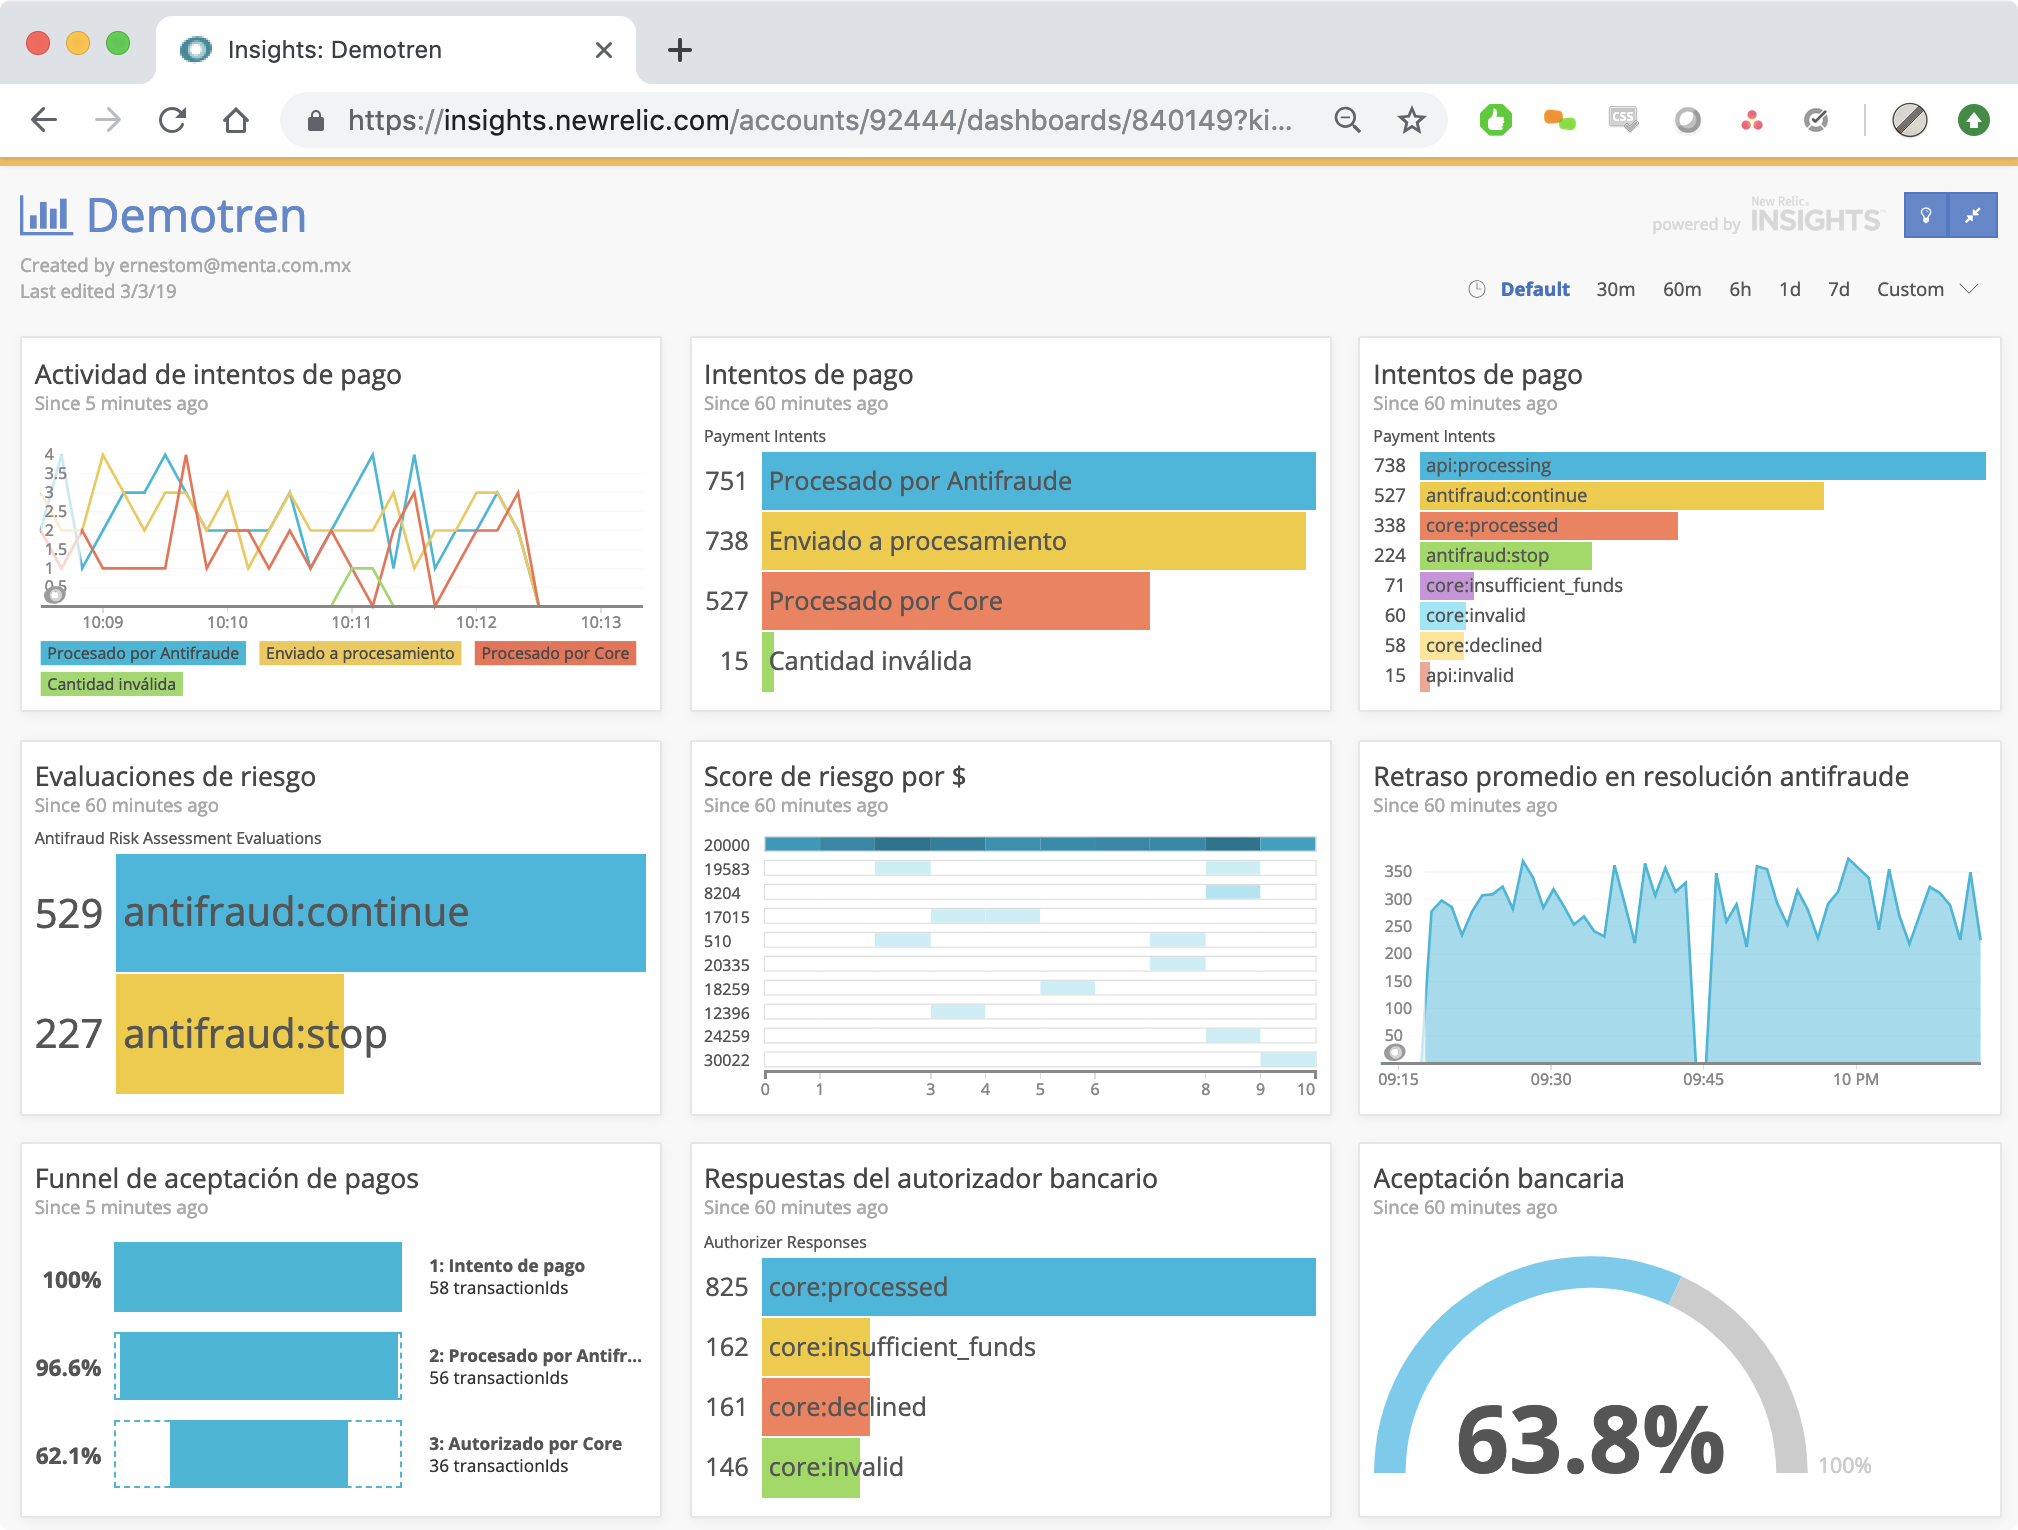 Insights: Demotren
https://insights.newrelic.com/accounts/92444/dashboards/840149?ki...
CSS
Demotren
powered by New Relic. INSIGHTS
Created by ernestom@menta.com.mx
Last edited 3/3/19
Default 30m 60m 6h 1d 7d Custom
Actividad de intentos de pago
Since 5 minutes ago
4
3.5
3
2.5
2
1.5
1
0.5
10:09 10:10 10:11 10:12 10:13
Procesado por Antifraude Enviado a procesamiento Procesado por Core
Cantidad inválida
Intentos de pago
Since 60 minutes ago
Payment Intents
751 Procesado por Antifraude
738 Enviado a procesamiento
527 Procesado por Core
15 Cantidad inválida
Intentos de pago
Since 60 minutes ago
Payment Intents
738 api:processing
527 antifraud:continue
338 core:processed
224 antifraud:stop
71 core:insufficient_funds
60 core:invalid
58 core:declined
15 api:invalid
Evaluaciones de riesgo
Since 60 minutes ago
Antifraud Risk Assessment Evaluations
529 antifraud:continue
227 antifraud:stop
Score de riesgo por $
Since 60 minutes ago
20000
19583
8204
17015
510
20335
18259
12396
24259
30022
0 1 3 4 5 6 8 9 10
Retraso promedio en resolución antifraude
Since 60 minutes ago
350
300
250
200
150
100
50
09:15 09:30 09:45 10 PM
Funnel de aceptación de pagos
Since 5 minutes ago
100% 1: Intento de pago
58 transactionIds
96.6% 2: Procesado por Antifr...
56 transactionIds
62.1% 3: Autorizado por Core
36 transactionIds
Respuestas del autorizador bancario
Since 60 minutes ago
Authorizer Responses
825 core:processed
162 core:insufficient_funds
161 core:declined
146 core:invalid
Aceptación bancaria
Since 60 minutes ago
63.8%
100%